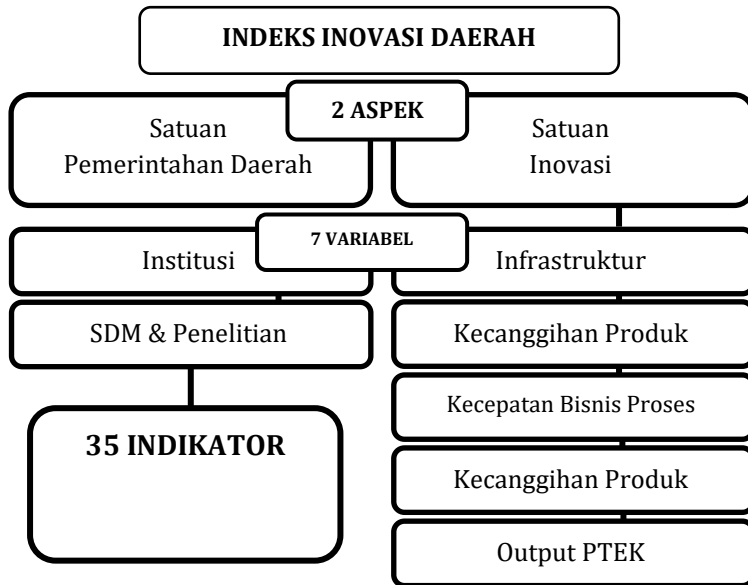 INDEKS INOVASI DAERAH
2 ASPEK
Satuan
Pemerintahan Daerah
Satuan
Inovasi
7 VARIABEL
Institusi
Infrastruktur
SDM & Penelitian
Kecanggihan Produk
Kecepatan Bisnis Proses
35 INDIKATOR
Kecanggihan Produk
Output PTEK